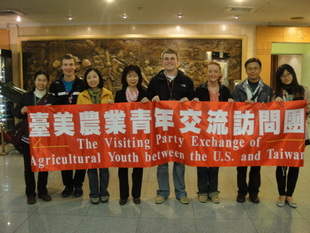 臺美農業青年交流訪問團
The Visiting Party Exchange of
Agricultural Youth between the U.S. and Taiwan